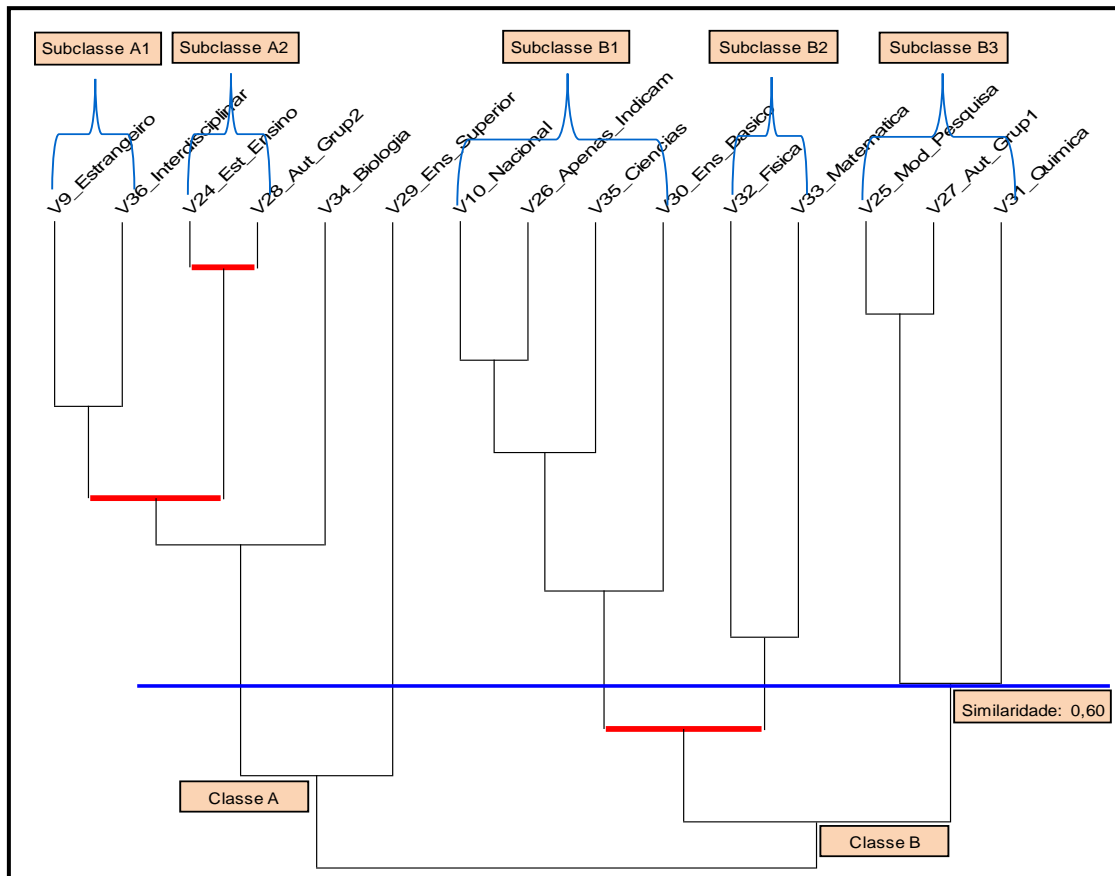 Subclasse A1
Subclasse A2
Subclasse B1
Subclasse B2
Subclasse B3
V9_Estrangeiro
V36_Interdisciplinar
V24_Est_Ensino
V28_Aut_Grup2
V34_Biologia
V29_Ens_Superior
V10_Nacional
V26_Apenas_Indicam
V35_Ciencias
V30_Ens_Basico
V32_Fisica
V33_Matematica
V25_Mod_Pesquisa
V27_Aut_Grup1
V31_Quimica
Similaridade: 0,60
Classe A
Classe B